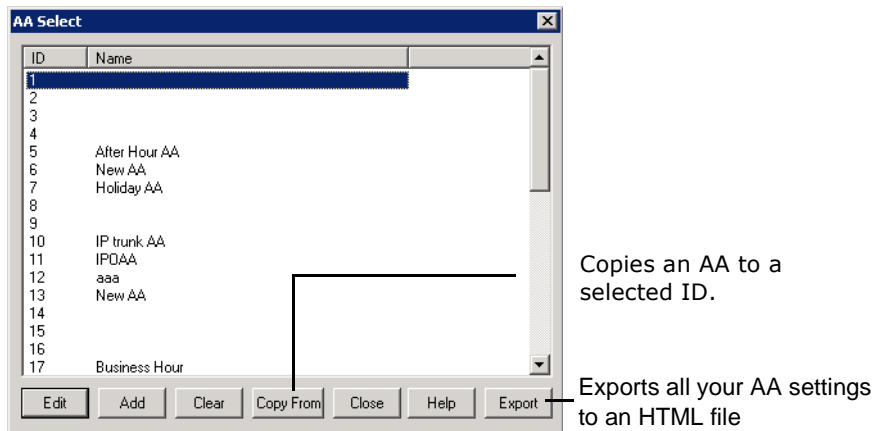 AA Select
ID Name
1
2
3
4
5 After Hour AA
6 New AA
7 Holiday AA
8
9
10 IP trunk AA
11 IPOAA
12 aaa
13 New AA
14
15
16
17 Business Hour
Edit Add Clear Copy From Close Help Export
Copies an AA to a
selected ID.
Exports all your AA settings
to an HTML file